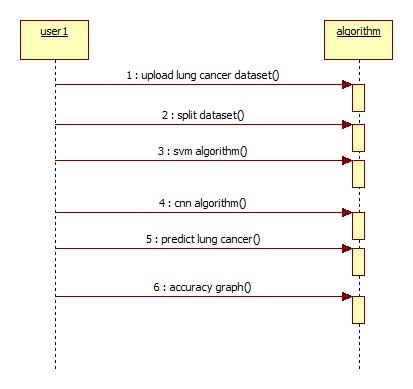 user1
algorithm
1 : upload lung cancer dataset()
2 : split dataset()
3 : svm algorithm()
4 : cnn algorithm()
5 : predict lung cancer()
6 : accuracy graph()